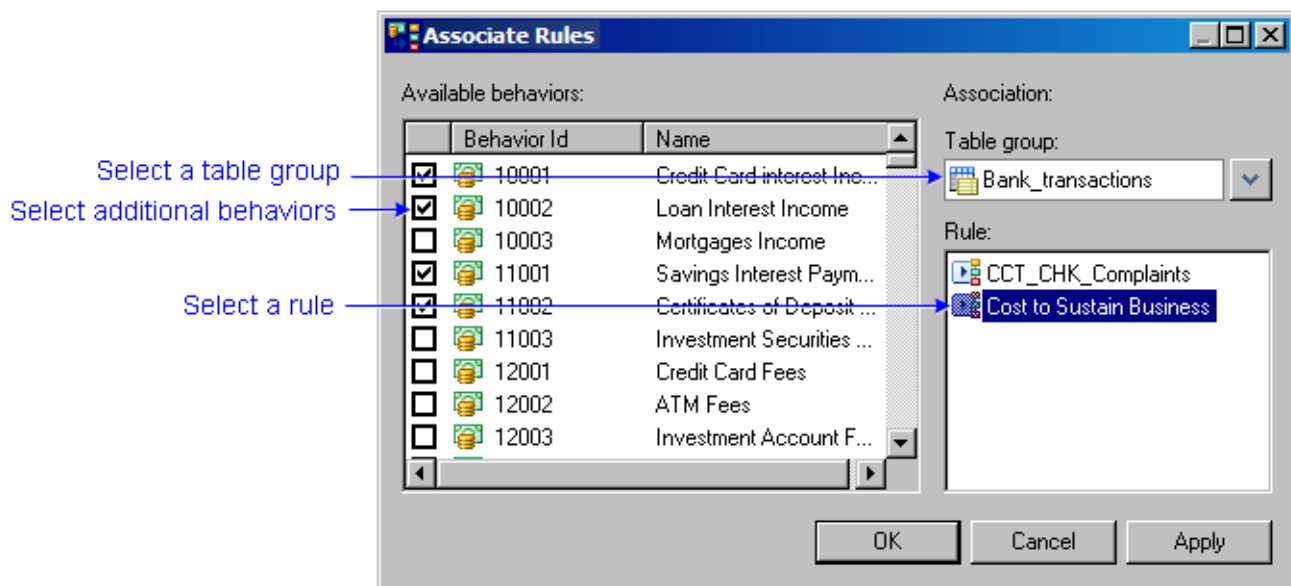 Associate Rules
Available behaviors:
Behavior Id Name
10001 Credit Card interest Inc...
10002 Loan Interest Income
10003 Mortgages Income
11001 Savings Interest Paym...
11002 Certificates of Deposit ...
11003 Investment Securities ...
12001 Credit Card Fees
12002 ATM Fees
12003 Investment Account F...
Association:
Table group:
Bank_transactions
Rule:
CCT_CHK_Complaints
Cost to Sustain Business
OK Cancel Apply
Select a table group
Select additional behaviors
Select a rule